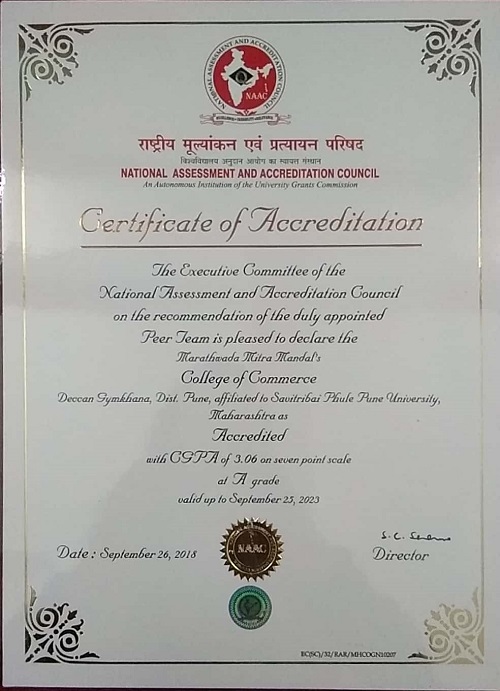 NATIONAL ASSESSMENT AND ACCREDITATION COUNCIL
NAAC
राष्ट्रीय मूल्यांकन एवं प्रत्यायन परिषद
विश्वविद्यालय अनुदान आयोग का स्वायत्त संस्थान
NATIONAL ASSESSMENT AND ACCREDITATION COUNCIL
An Autonomous Institution of the University Grants Commission
Certificate of Accreditation
The Executive Committee of the
National Assessment and Accreditation Council
on the recommendation of the duly appointed
Peer Team is pleased to declare the
Marathwada Mitra Mandal's
College of Commerce
Deccan Gymkhana, Dist. Pune, affiliated to Savitribai Phule Pune University,
Maharashtra as
Accredited
with CGPA of 3.06 on seven point scale
at A grade
valid up to September 25, 2023
NAAC
Date : September 26, 2018
Director
EC(SC)/32/RAR/MHCOGN10207